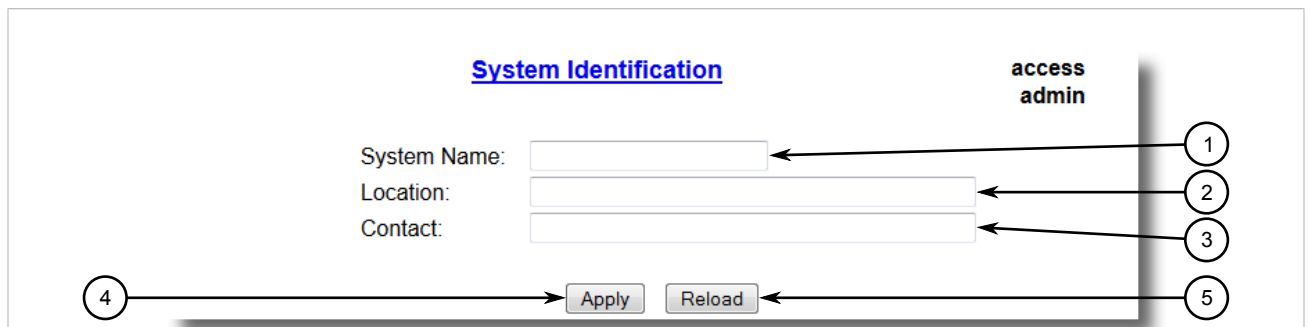 System Identification
access
admin
System Name:
1
Location:
2
Contact:
3
4
Apply
Reload
5